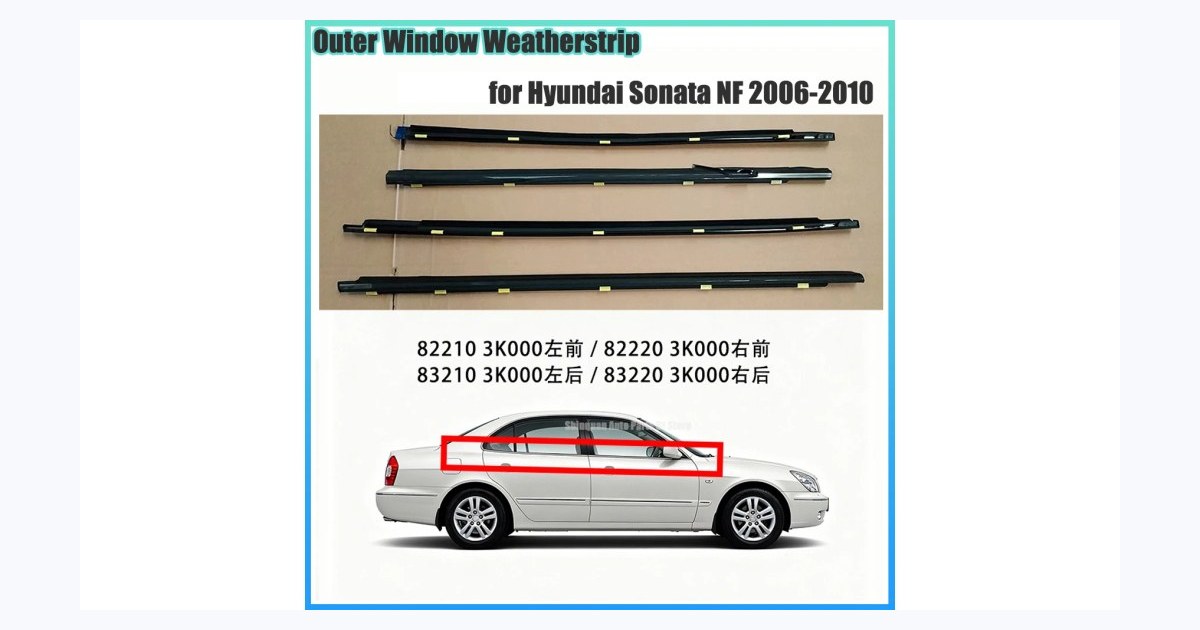 Outer Window Weatherstrip
for Hyundai Sonata NF 2006-2010
82210 3K000左前 / 82220 3K000右前
83210 3K000左后 / 83220 3K000右后